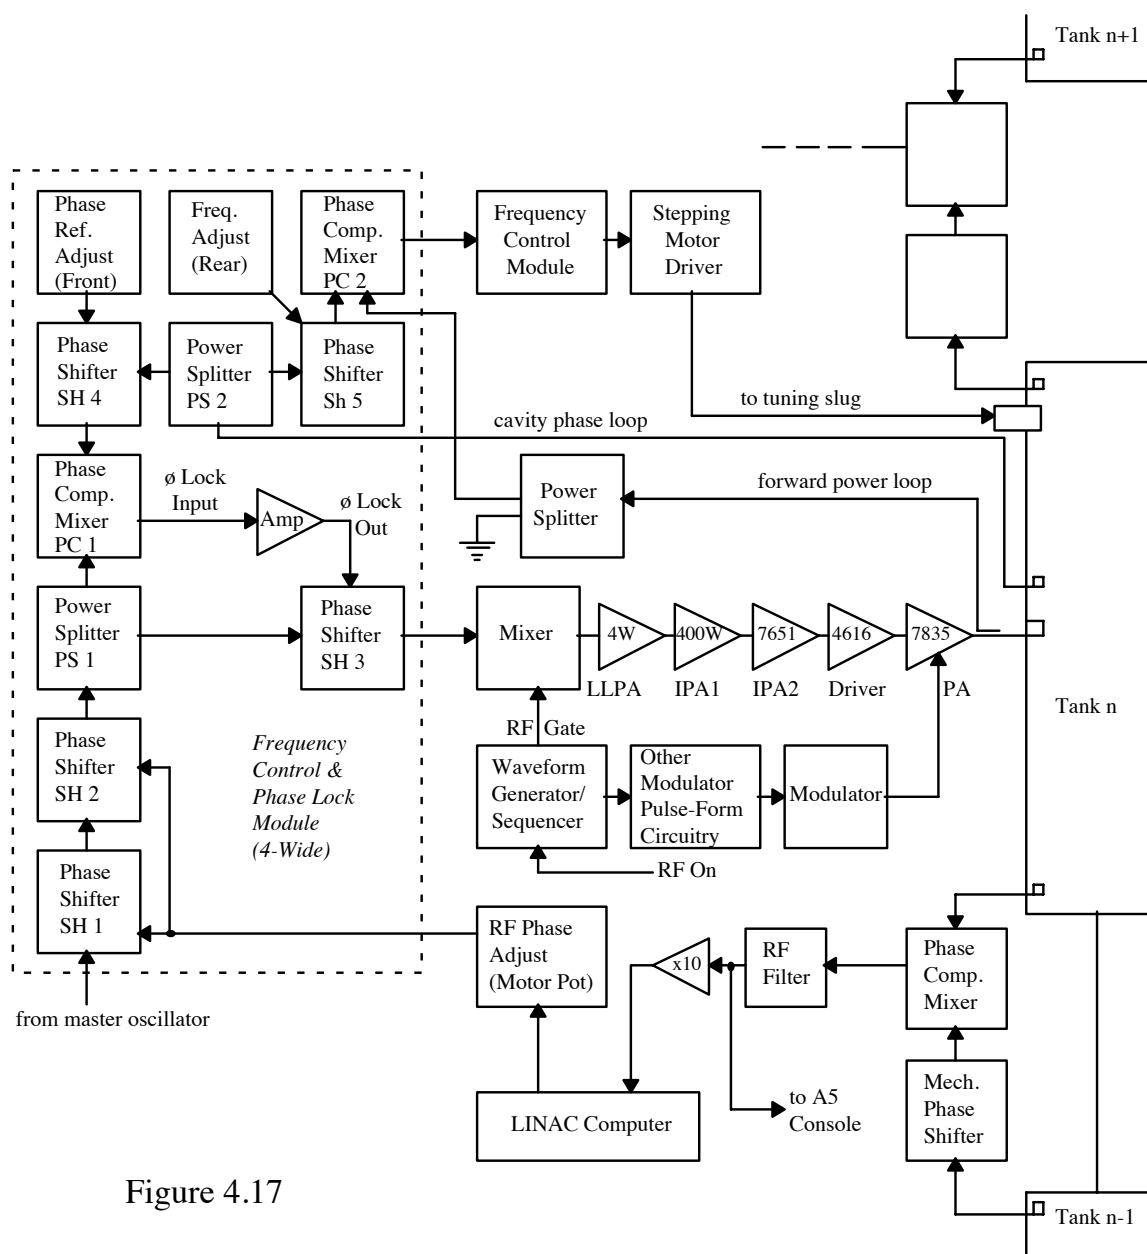 Tank n+1
Phase
Ref.
Adjust
(Front)
Freq.
Adjust
(Rear)
Phase
Comp.
Mixer
PC 2
Frequency
Control
Module
Stepping
Motor
Driver
Phase
Shifter
SH 4
Power
Splitter
PS 2
Phase
Shifter
Sh 5
to tuning slug
cavity phase loop
Phase
Comp.
Mixer
PC 1
ø Lock
Input
Amp
ø Lock
Out
Power
Splitter
forward power loop
Power
Splitter
PS 1
Phase
Shifter
SH 3
Mixer
4W
400W
7651
4616
7835
LLPA
IPA1
IPA2
Driver
PA
Tank n
RF Gate
Phase
Shifter
SH 2
Frequency
Control &
Phase Lock
Module
(4-Wide)
Waveform
Generator/
Sequencer
Other
Modulator
Pulse-Form
Circuitry
Modulator
RF On
Phase
Shifter
SH 1
RF Phase
Adjust
(Motor Pot)
x10
RF
Filter
Phase
Comp.
Mixer
from master oscillator
LINAC Computer
to A5
Console
Mech.
Phase
Shifter
Figure 4.17
Tank n-1